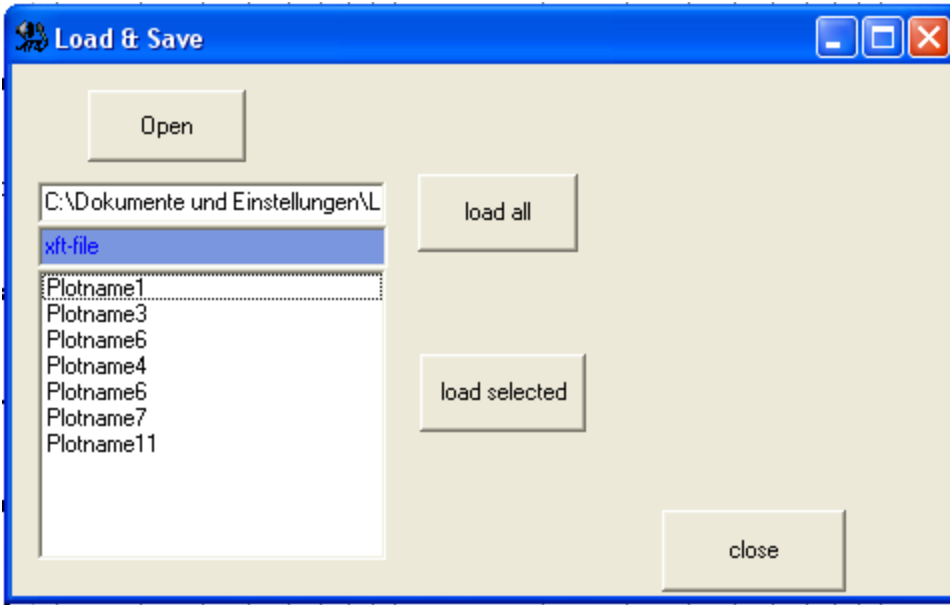 Load & Save
Open
C:\Dokumente und Einstellungen\L
load all
xft-file
Plotname1
Plotname3
Plotname6
Plotname4
Plotname6
Plotname7
Plotname11
load selected
close